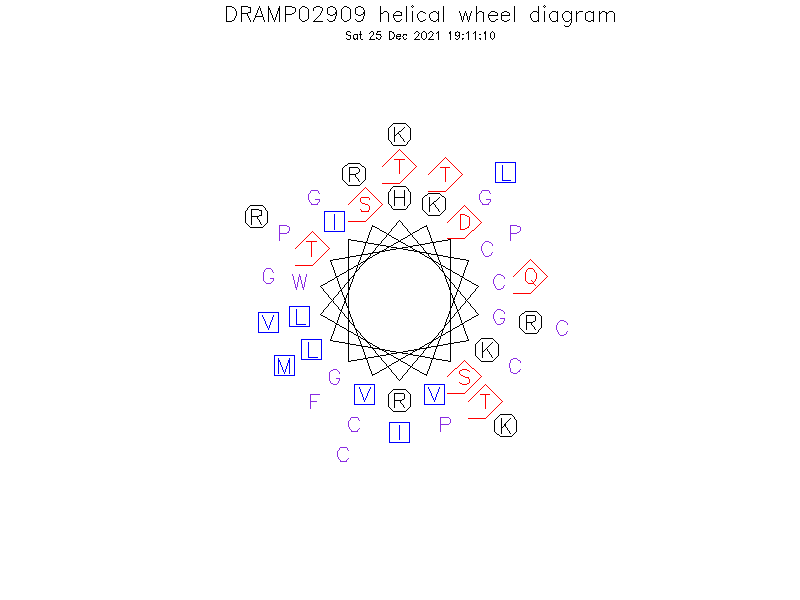 DRAMP02909 helical wheel diagram
Sat 25 Dec 2021 19:11:10
K
R T T L
G S H K G
R I D
P P
T C
G W C Q
V L G R C
L K
M G S C
F V R V T
C I P K
C